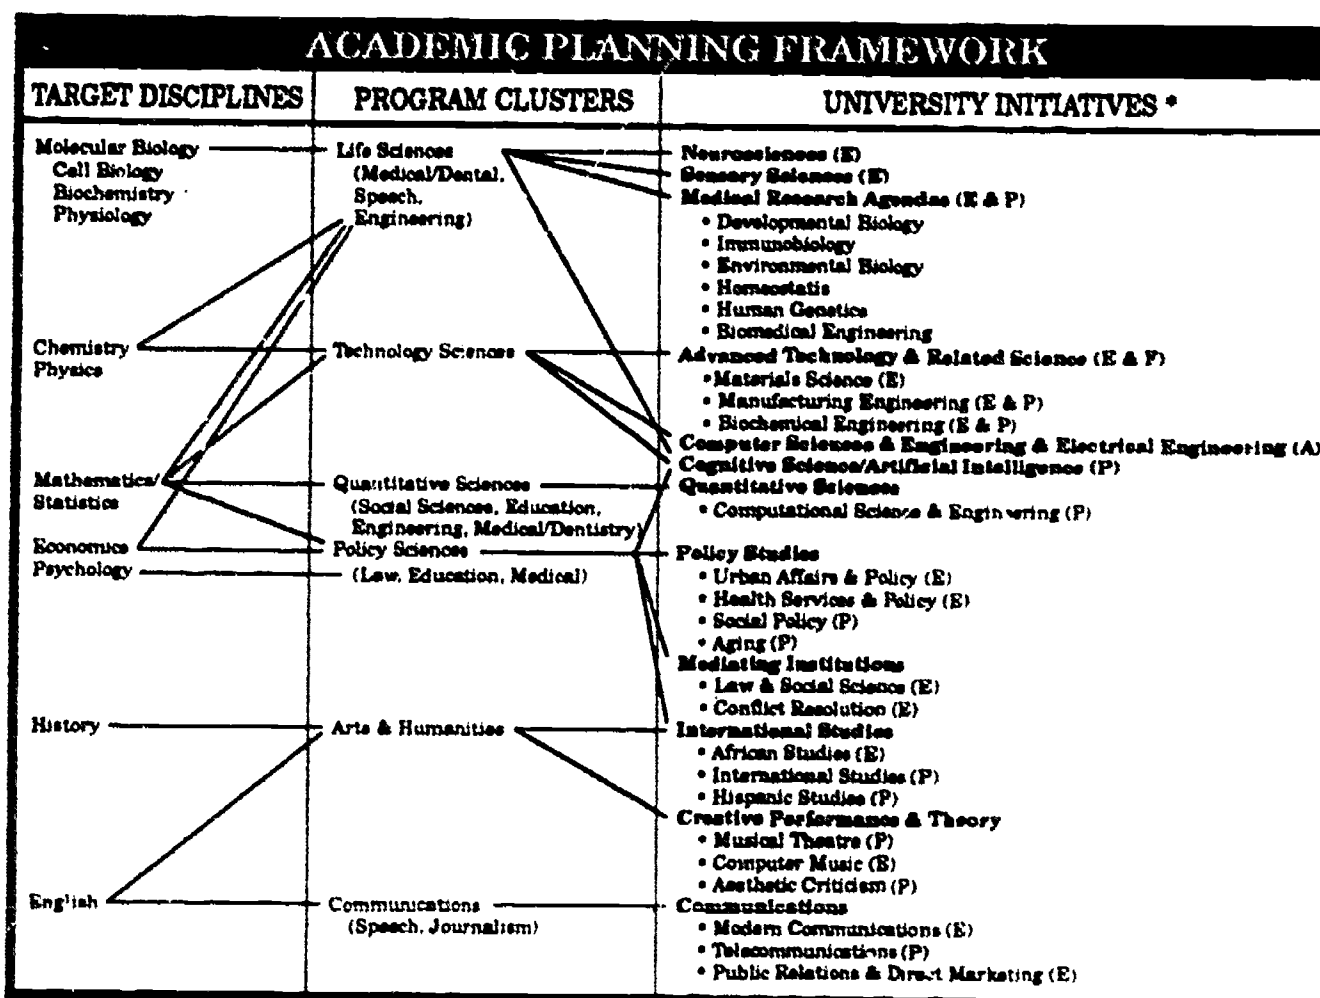 ACADEMIC PLANNING FRAMEWORK
TARGET DISCIPLINES
Molecular Biology
Cell Biology
Biochemistry
Physiology
Chemistry
Physics
Mathematics/
Statistics
Economics
Psychology
History
English
PROGRAM CLUSTERS
Life Sciences
(Medical/Dental,
Speech,
Engineering)
Technology Sciences
Quantitative Sciences
(Social Sciences, Education,
Engineering, Medical/Dentistry)
Policy Sciences
(Law, Education, Medical)
Arts & Humanities
Communications
(Speech, Journalism)
UNIVERSITY INITIATIVES *
Neurosciences (E)
Sensory Sciences (E)
Medical Research Agendas (E & P)
• Developmental Biology
• Immunobiology
• Environmental Biology
• Homeostatis
• Human Genetics
• Biomedical Engineering
Advanced Technology & Related Science (E & P)
• Materials Science (E)
• Manufacturing Engineering (E & P)
• Biochemical Engineering (E & P)
Computer Sciences & Engineering & Electrical Engineering (A)
Cognitive Science/Artificial Intelligence (P)
Quantitative Sciences
• Computational Science & Engineering (P)
Policy Studies
• Urban Affairs & Policy (E)
• Health Services & Policy (E)
• Social Policy (P)
• Aging (P)
Mediating Institutions
• Law & Social Science (E)
• Conflict Resolution (E)
International Studies
• African Studies (E)
• International Studies (P)
• Hispanic Studies (P)
Creative Performance & Theory
• Musical Theatre (P)
• Computer Music (E)
• Aesthetic Criticism (P)
Communications
• Modern Communications (E)
• Telecommunications (P)
• Public Relations & Direct Marketing (E)